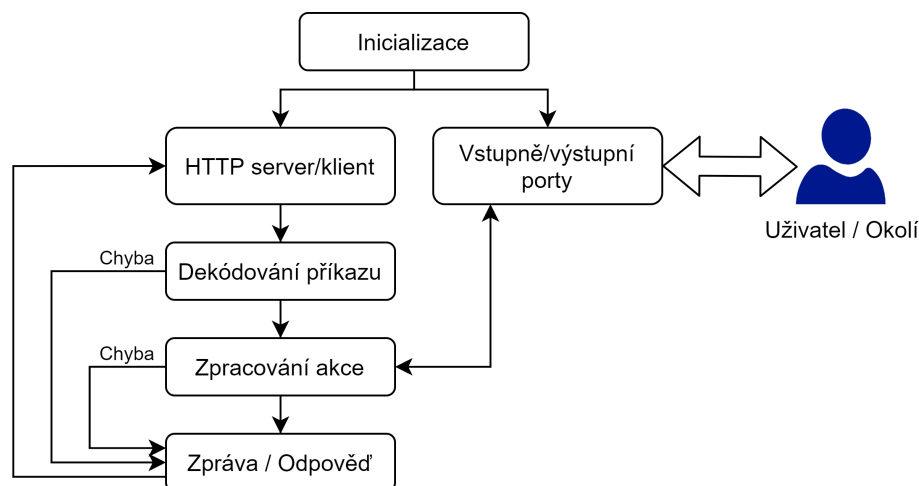 Inicializace
HTTP server/klient
Vstupně/výstupní
porty
Uživatel / Okolí
Chyba
Dekódování příkazu
Chyba
Zpracování akce
Zpráva / Odpověď